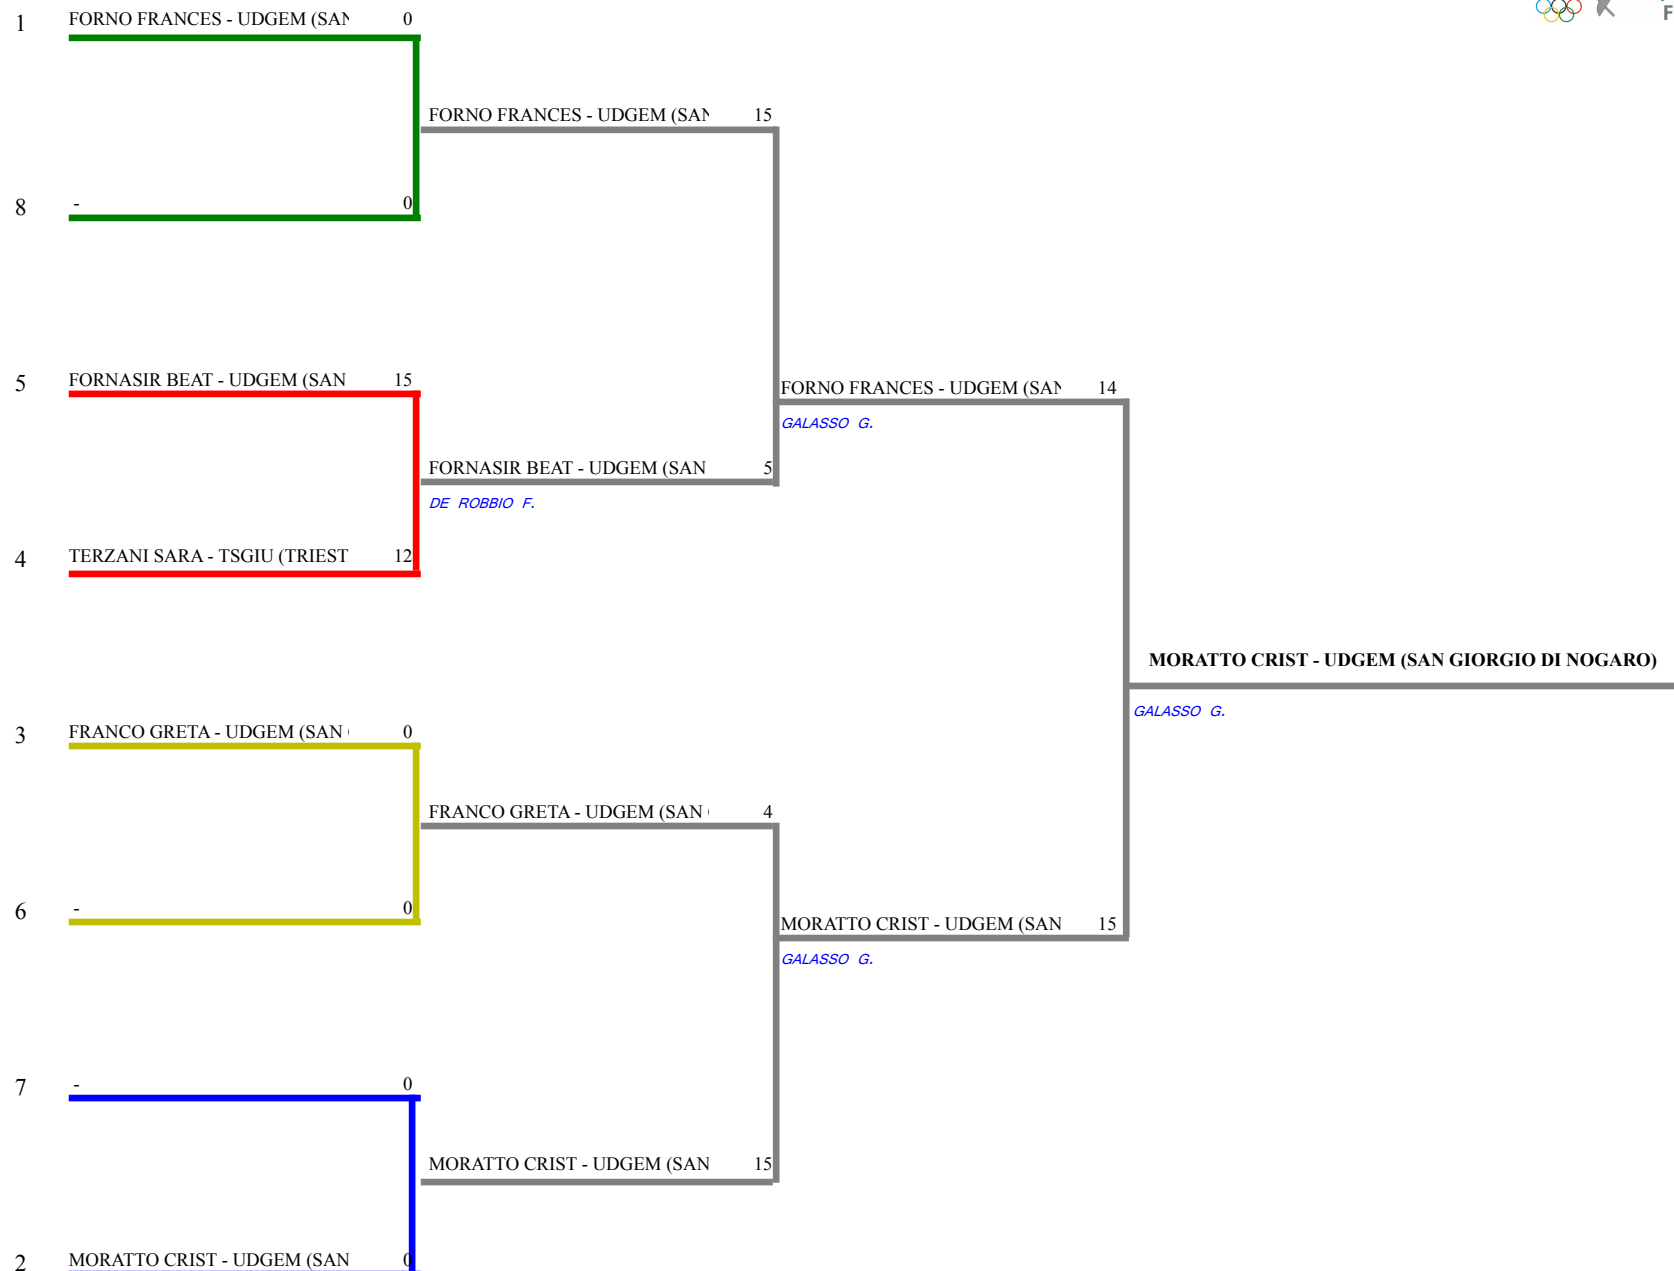 1 FORNO FRANCES - UDGEM (SAN 0
F
FORNO FRANCES - UDGEM (SAN 15
8 - 0
5 FORNASIR BEAT - UDGEM (SAN 15
FORNO FRANCES - UDGEM (SAN 14
GALASSO G.
FORNASIR BEAT - UDGEM (SAN 5
DE ROBBIO F.
4 TERZANI SARA - TSGIU (TRIEST 12
MORATTO CRIST - UDGEM (SAN GIORGIO DI NOGARO)
GALASSO G.
3 FRANCO GRETA - UDGEM (SAN 0
FRANCO GRETA - UDGEM (SAN 4
6 - 0
MORATTO CRIST - UDGEM (SAN 15
GALASSO G.
7 - 0
MORATTO CRIST - UDGEM (SAN 15
2 MORATTO CRIST - UDGEM (SAN 0